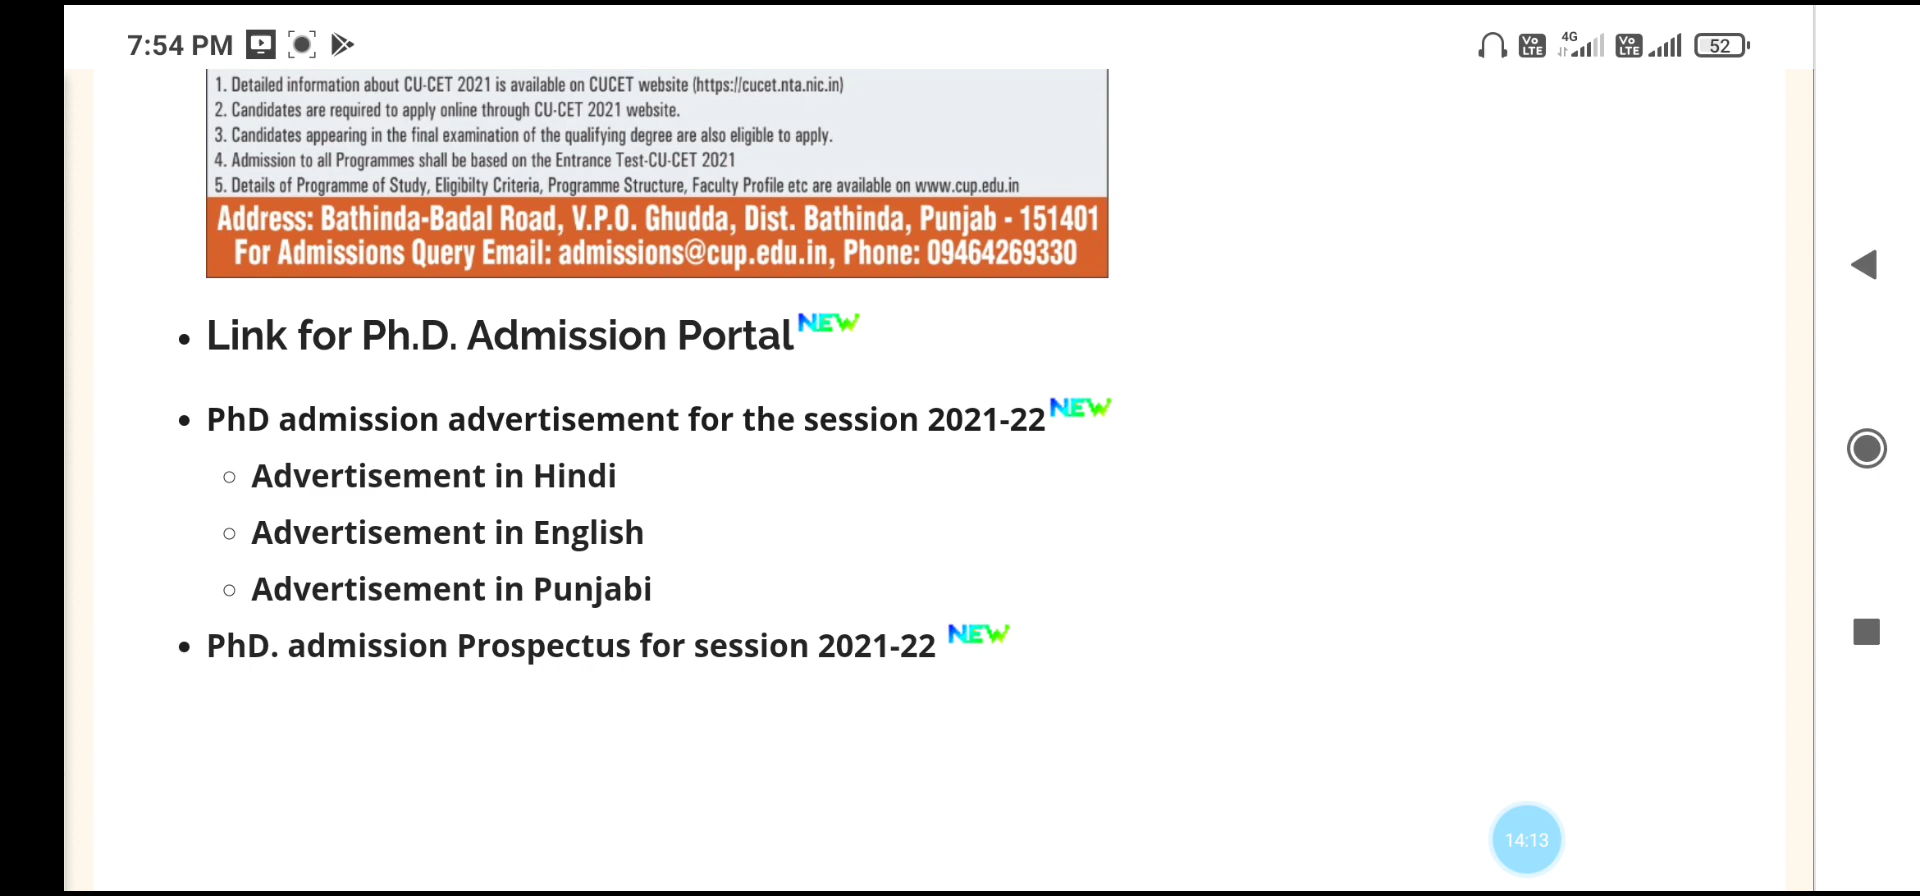 7:54 PM
Vo LTE 4G Vo LTE 52
1. Detailed information about CU-CET 2021 is available on CUCET website (https://cucet.nta.nic.in)
2. Candidates are required to apply online through CU-CET 2021 website.
3. Candidates appearing in the final examination of the qualifying degree are also eligible to apply.
4. Admission to all Programmes shall be based on the Entrance Test-CU-CET 2021
5. Details of Programme of Study, Eligibilty Criteria, Programme Structure, Faculty Profile etc are available on www.cup.edu.in
Address: Bathinda-Badal Road, V.P.O. Ghudda, Dist. Bathinda, Punjab - 151401
For Admissions Query Email: admissions@cup.edu.in, Phone: 09464269330
• Link for Ph.D. Admission Portal NEW
• PhD admission advertisement for the session 2021-22 NEW
○ Advertisement in Hindi
○ Advertisement in English
○ Advertisement in Punjabi
• PhD. admission Prospectus for session 2021-22 NEW
14:13